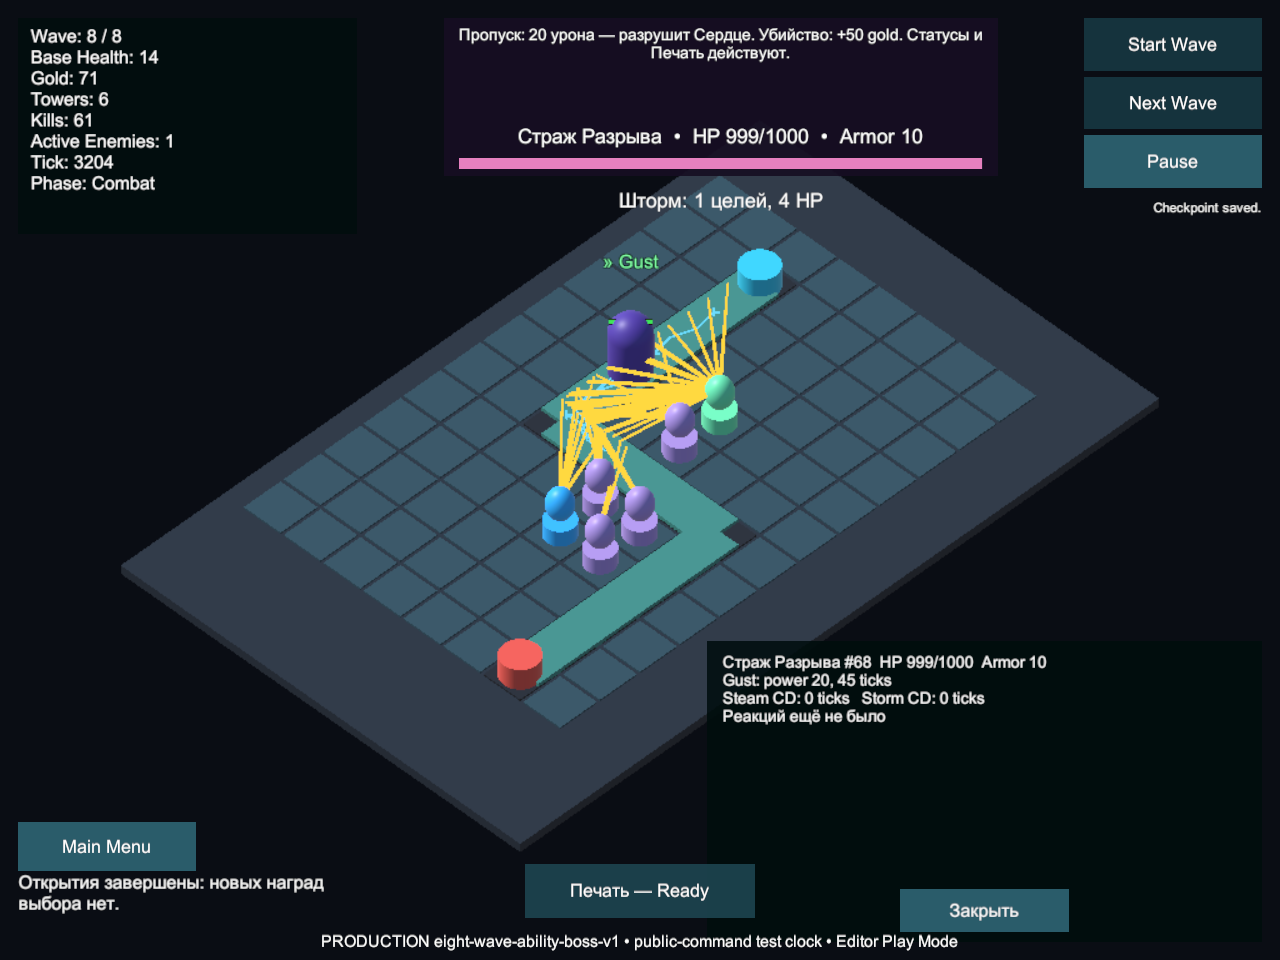 Wave: 8 / 8
Base Health: 14
Gold: 71
Towers: 6
Kills: 61
Active Enemies: 1
Tick: 3204
Phase: Combat
Пропуск: 20 урона — разрушит Сердце. Убийство: +50 gold. Статусы и
Печать действуют.
Страж Разрыва • HP 999/1000 • Armor 10
Start Wave
Next Wave
Pause
Checkpoint saved.
Шторм: 1 целей, 4 HP
» Gust
Страж Разрыва #68 HP 999/1000 Armor 10
Gust: power 20, 45 ticks
Steam CD: 0 ticks Storm CD: 0 ticks
Реакций ещё не было
Main Menu
Открытия завершены: новых наград
выбора нет.
Печать — Ready
Закрыть
PRODUCTION eight-wave-ability-boss-v1 • public-command test clock • Editor Play Mode